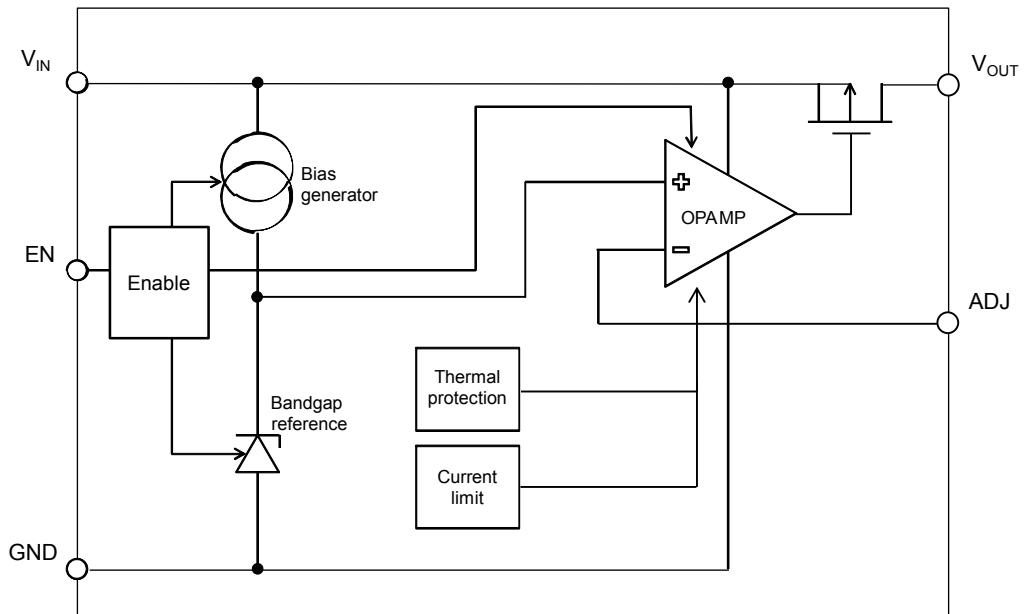 V_IN
V_OUT
Bias
generator
+
OPAMP
-
EN
Enable
ADJ
Thermal
protection
Bandgap
reference
Current
limit
GND